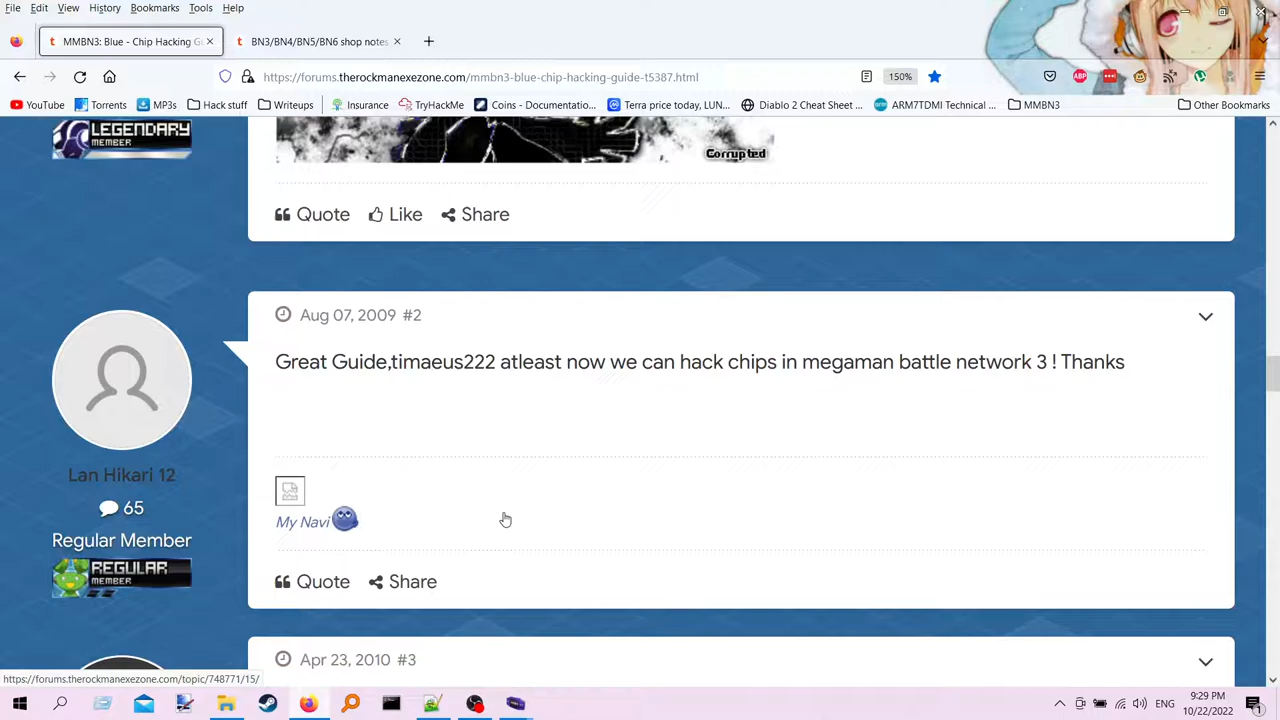 File Edit View History Bookmarks Tools Help
MMBN3: Blue - Chip Hacking Gu
BN3/BN4/BN5/BN6 shop notes
https://forums.therockmanexezone.com/mmbn3-blue-chip-hacking-guide-t5387.html
150%
YouTube Torrents MP3s Hack stuff Writeups Insurance TryHackMe Coins - Documentatio... Terra price today, LUN... Diablo 2 Cheat Sheet ... ARM7TDMI Technical ... MMBN3 Other Bookmarks
LEGENDARY
MEMBER
Corrupted
Quote Like Share
Aug 07, 2009 #2
Great Guide,timaeus222 atleast now we can hack chips in megaman battle network 3 ! Thanks
Lan Hikari 12
65
Regular Member
REGULAR
MEMBER
My Navi
Quote Share
Apr 23, 2010 #3
https://forums.therockmanexezone.com/topic/748771/15/
ENG
9:29 PM
10/22/2022
1